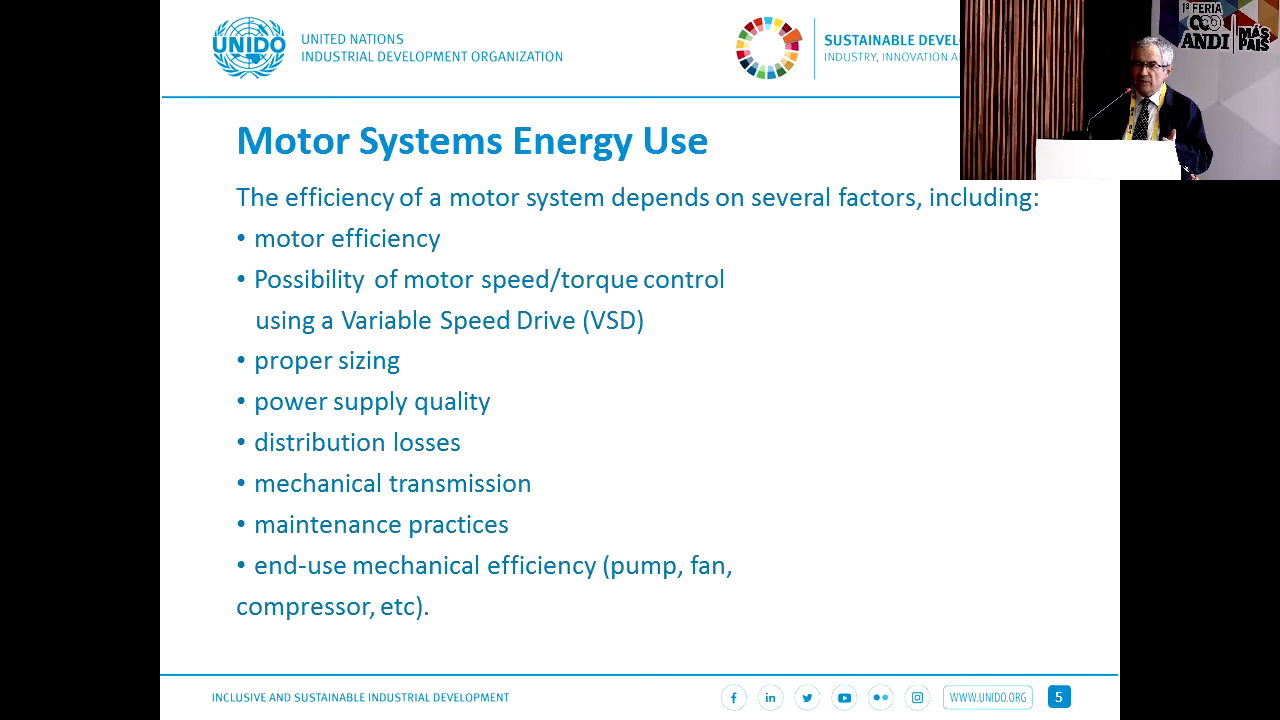 UNIDO
UNITED NATIONS
INDUSTRIAL DEVELOPMENT ORGANIZATION
SUSTAINABLE
INDUSTRY, INNOVATION
1ª FERIA
ANDI
MÁS
PAÍS
Motor Systems Energy Use
The efficiency of a motor system depends on several factors, including:
• motor efficiency
• Possibility of motor speed/torque control
using a Variable Speed Drive (VSD)
• proper sizing
• power supply quality
• distribution losses
• mechanical transmission
• maintenance practices
• end-use mechanical efficiency (pump, fan,
compressor, etc).
INCLUSIVE AND SUSTAINABLE INDUSTRIAL DEVELOPMENT
WWW.UNIDO.ORG
5